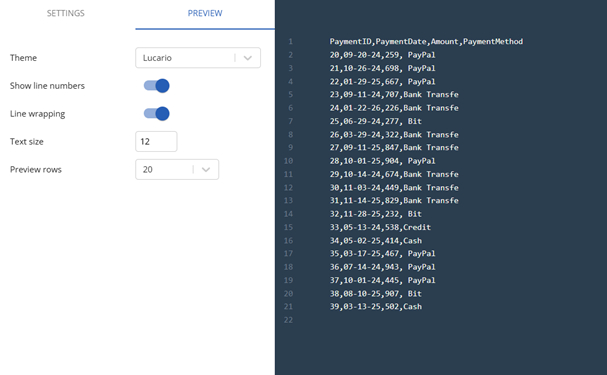 SETTINGS
PREVIEW
Theme
Lucario
Show line numbers
Line wrapping
Text size
12
Preview rows
20
1 PaymentID,PaymentDate,Amount,PaymentMethod
2 20,09-20-24,259, PayPal
3 21,10-26-24,698, PayPal
4 22,01-29-25,667, PayPal
5 23,09-11-24,707,Bank Transfe
6 24,01-22-26,226,Bank Transfe
7 25,06-29-24,277, Bit
8 26,03-29-24,322,Bank Transfe
9 27,09-11-25,847,Bank Transfe
10 28,10-01-25,904, PayPal
11 29,10-14-24,674,Bank Transfe
12 30,11-03-24,449,Bank Transfe
13 31,11-14-25,829,Bank Transfe
14 32,11-28-25,232, Bit
15 33,05-13-24,538,Credit
16 34,05-02-25,414,Cash
17 35,03-17-25,467, PayPal
18 36,07-14-24,943, PayPal
19 37,10-01-24,445, PayPal
20 38,08-10-25,907, Bit
21 39,03-13-25,502,Cash
22